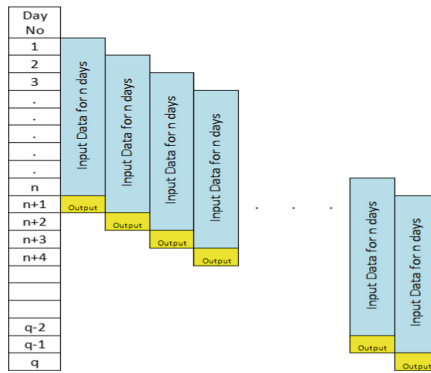 Day
No
1
2
3
.
.
.
.
.
n
n+1
n+2
n+3
n+4
q-2
q-1
q
Input Data for n days
Output
Input Data for n days
Output
Input Data for n days
Output
Input Data for n days
Output
. . .
Input Data for n days
Output
Input Data for n days
Output